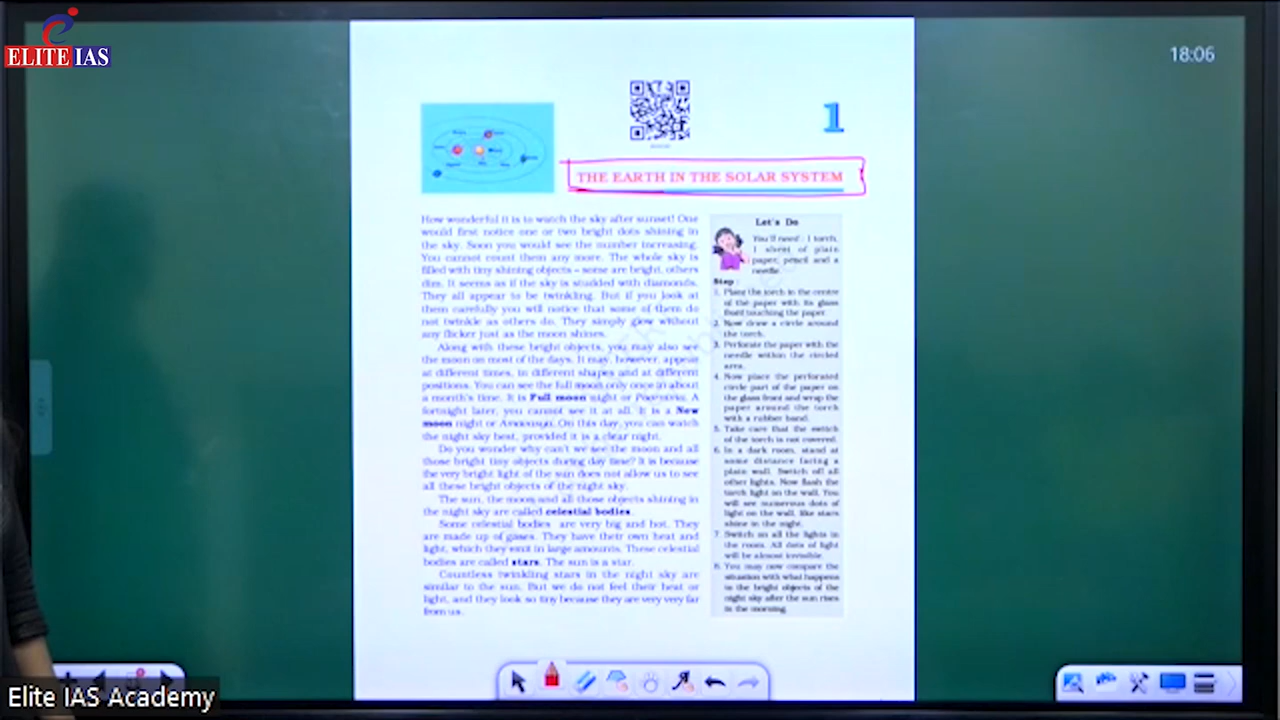 ELITE IAS
18:06
1
THE EARTH IN THE SOLAR SYSTEM
How wonderful it is to watch the sky after sunset! One
would first notice one or two bright dots shining in
the sky. Soon you would see the number increasing.
You cannot count them any more. The whole sky is
filled with tiny shining objects – some are bright, others
dim. It seems as if the sky is studded with diamonds.
They all appear to be twinkling. But if you look at
them carefully you will notice that some of them do
not twinkle as others do. They simply glow without
any flicker just as the moon shines.
Along with these bright objects, you may also see
the moon on most of the days. It may, however, appear
at different times, in different shapes and at different
positions. You can see the full moon only once in about
a month's time. It is Full moon night or Poornima. A
fortnight later, you cannot see it at all. It is a New
moon night or Amavasya. On this day, you can watch
the night sky best, provided it is a clear night.
Do you wonder why can't we see the moon and all
those bright tiny objects during day time? It is because
the very bright light of the sun does not allow us to see
all these bright objects of the night sky.
The sun, the moon and all those objects shining in
the night sky are called celestial bodies.
Some celestial bodies are very big and hot. They
are made up of gases. They have their own heat and
light, which they emit in large amounts. These celestial
bodies are called stars. The sun is a star.
Countless twinkling stars in the night sky are
similar to the sun. But we do not feel their heat or
light, and they look so tiny because they are very very far
from us.
Let's Do
You'll need : 1 torch,
1 sheet of plain
paper, pencil and a
needle.
Step :
1. Place the torch in the centre
of the paper with its glass
front touching the paper.
2. Now draw a circle around
the torch.
3. Perforate the paper with the
needle within the circled
area.
4. Now place the perforated
circle part of the paper on
the glass front and wrap the
paper around the torch
with a rubber band.
5. Take care that the switch
of the torch is not covered.
6. In a dark room, stand at
some distance facing a
plain wall. Switch off all
other lights. Now flash the
torch light on the wall. You
will see numerous dots of
light on the wall, like stars
shine in the night.
7. Switch on all the lights in
the room. All dots of light
will be almost invisible.
8. You may now compare the
situation with what happens
to the bright objects of the
night sky after the sun rises
in the morning.
Elite IAS Academy